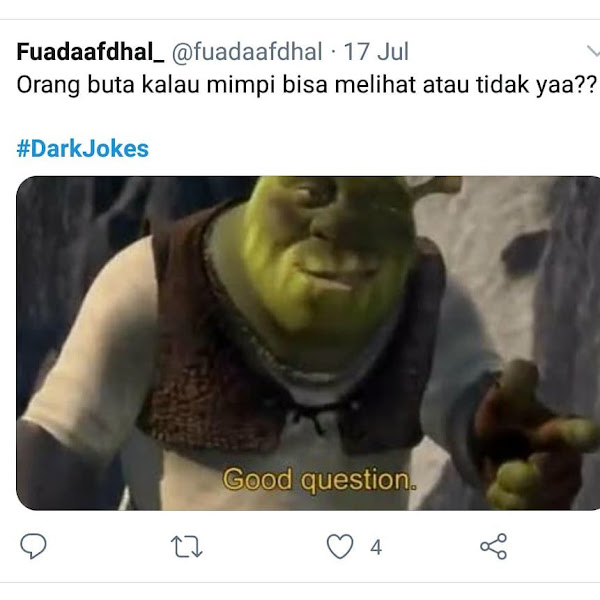 Fuadaafdhal_ @fuadaafdhal · 17 Jul
Orang buta kalau mimpi bisa melihat atau tidak yaa??
#DarkJokes
Good question.
4